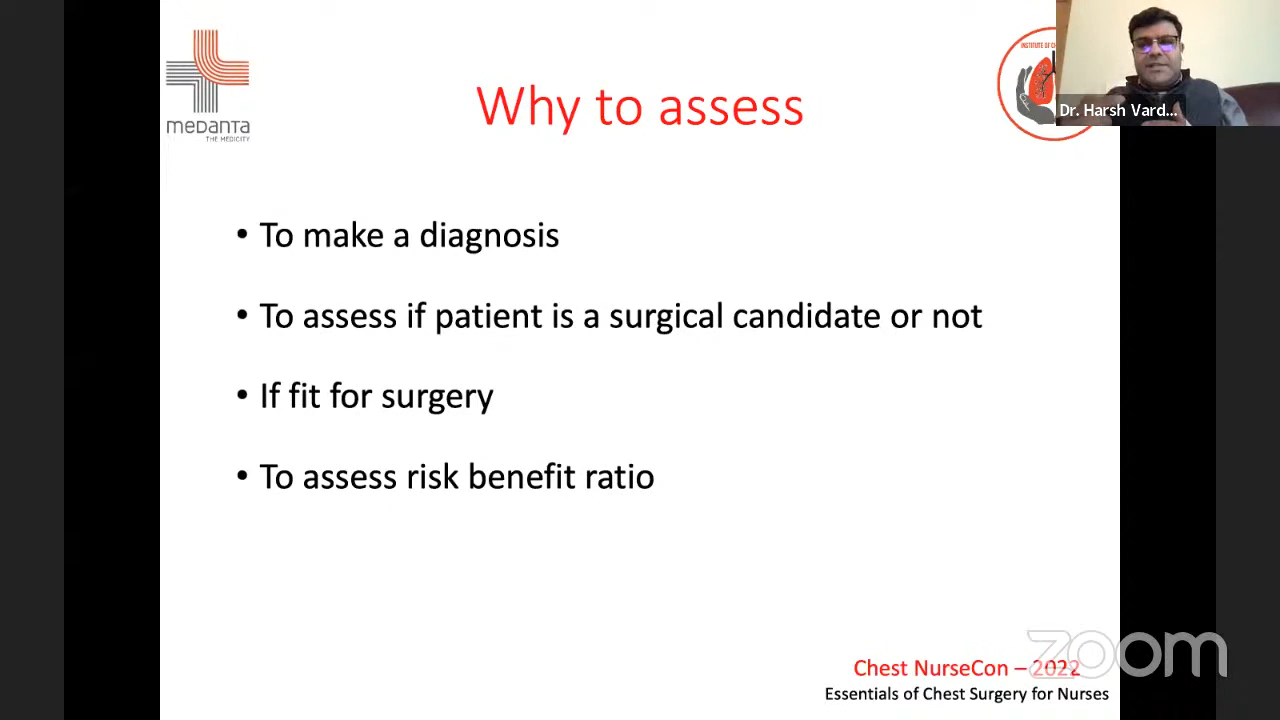 medanta
THE MEDICITY
INSTITUTE OF
Dr. Harsh Vard...
Why to assess
• To make a diagnosis
• To assess if patient is a surgical candidate or not
• If fit for surgery
• To assess risk benefit ratio
zoom
Chest NurseCon – 2022
Essentials of Chest Surgery for Nurses